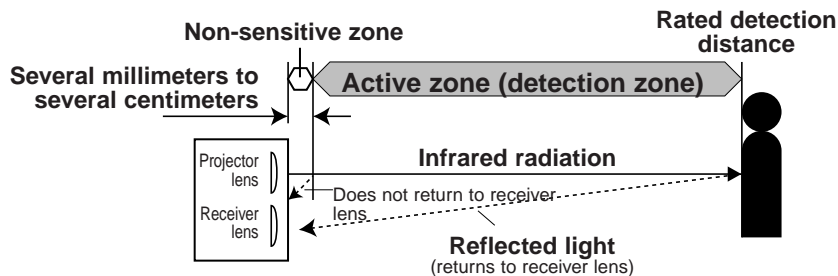 Non-sensitive zone
Rated detection
distance
Several millimeters to
several centimeters
Active zone (detection zone)
Projector
lens
Infrared radiation
Does not return to receiver
lens
Receiver
lens
Reflected light
(returns to receiver lens)